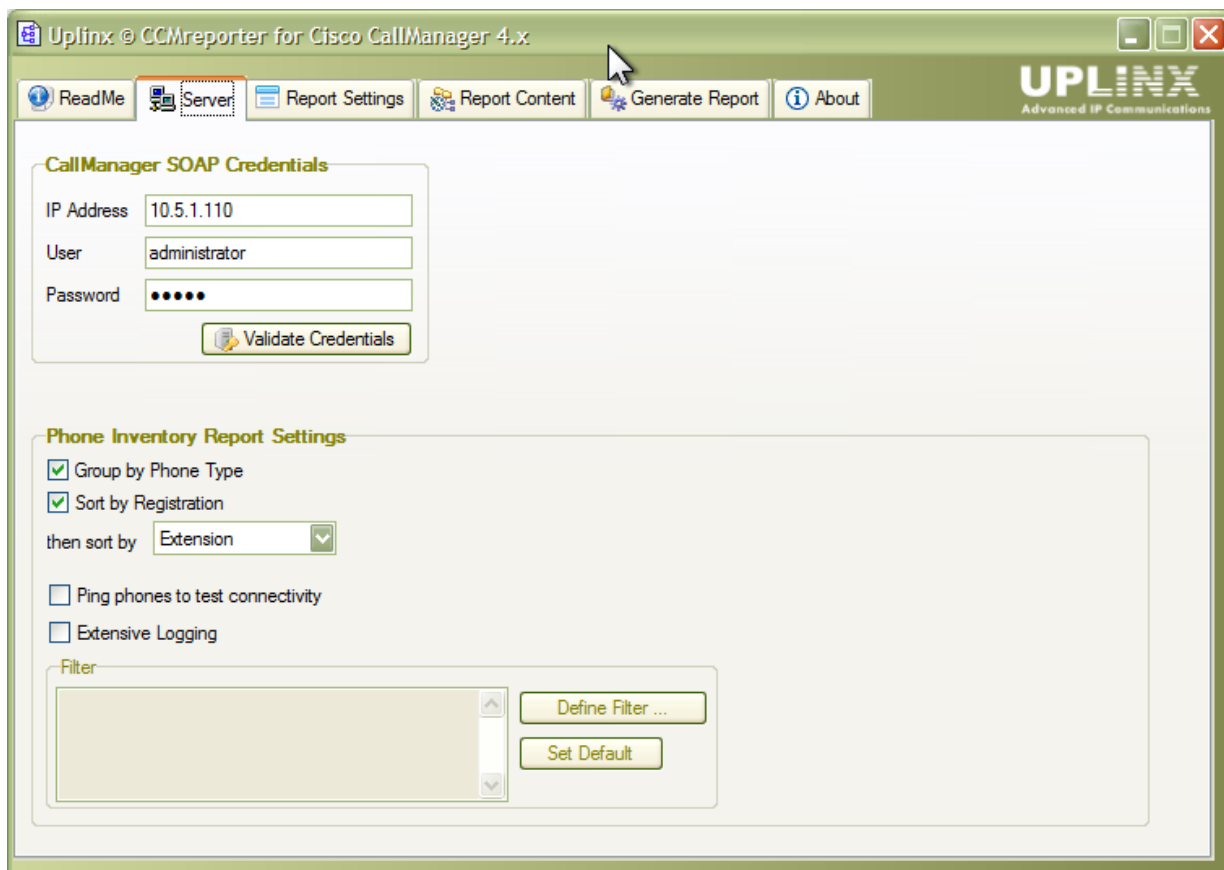 Uplinx © CCMreporter for Cisco CallManager 4.x
ReadMe
Server
Report Settings
Report Content
Generate Report
About
UPLINX
Advanced IP Communications
CallManager SOAP Credentials
IP Address 10.5.1.110
User administrator
Password •••••
Validate Credentials
Phone Inventory Report Settings
Group by Phone Type
Sort by Registration
then sort by Extension
Ping phones to test connectivity
Extensive Logging
Filter
Define Filter ...
Set Default